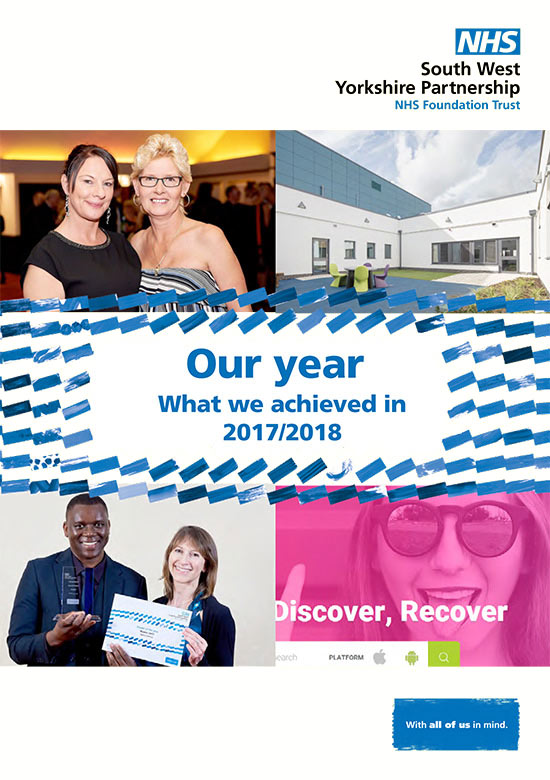 NHS
South West
Yorkshire Partnership
NHS Foundation Trust
Our year
What we achieved in
2017/2018
Discover, Recover
search PLATFORM
With all of us in mind.